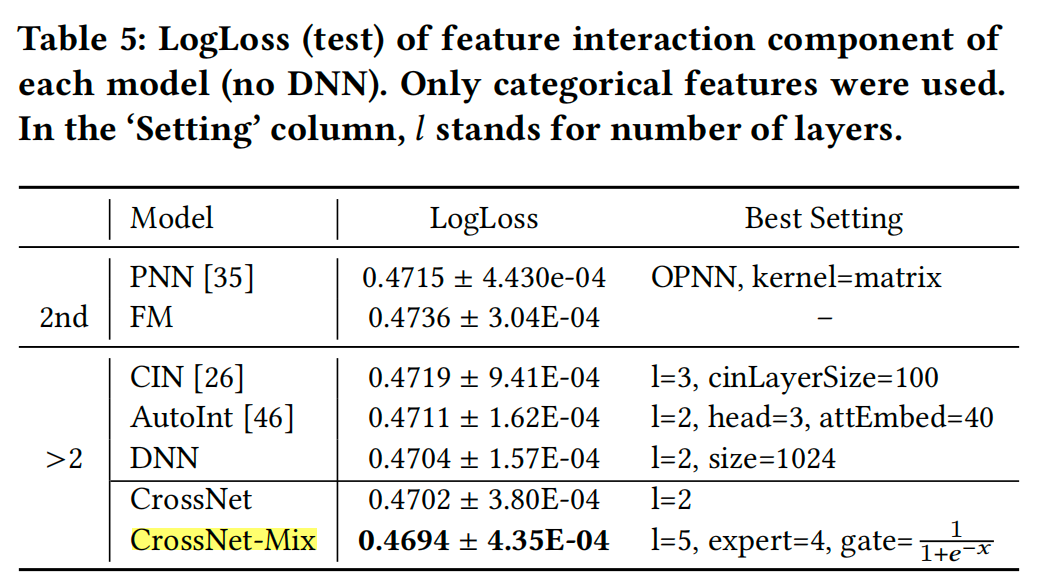 Table 5: LogLoss (test) of feature interaction component of
each model (no DNN). Only categorical features were used.
In the ‘Setting’ column, l stands for number of layers.
Model LogLoss Best Setting
2nd
PNN [35] 0.4715 ± 4.430e-04 OPNN, kernel=matrix
FM 0.4736 ± 3.04E-04 –
>2
CIN [26] 0.4719 ± 9.41E-04 l=3, cinLayerSize=100
AutoInt [46] 0.4711 ± 1.62E-04 l=2, head=3, attEmbed=40
DNN 0.4704 ± 1.57E-04 l=2, size=1024
CrossNet 0.4702 ± 3.80E-04 l=2
CrossNet-Mix 0.4694 ± 4.35E-04 l=5, expert=4, gate= 1/(1+e^{-x})